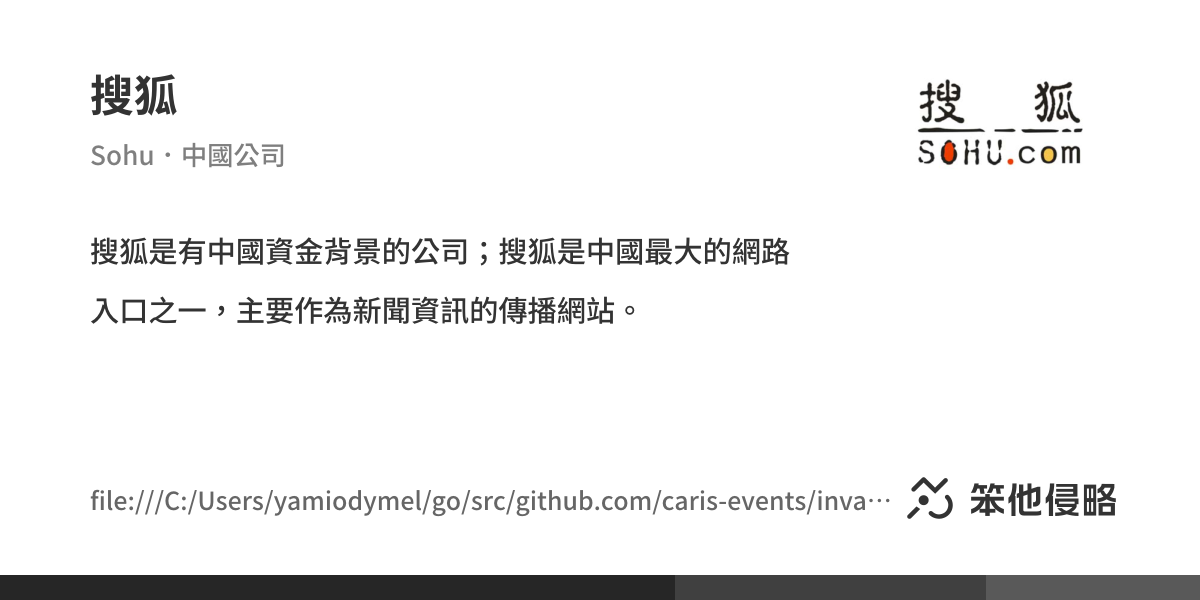 搜狐
Sohu・中國公司
搜 狐
SOHU.com
搜狐是有中國資金背景的公司；搜狐是中國最大的網路
入口之一，主要作為新聞資訊的傳播網站。
file:///C:/Users/yamiodymel/go/src/github.com/caris-events/inva…
笨他侵略